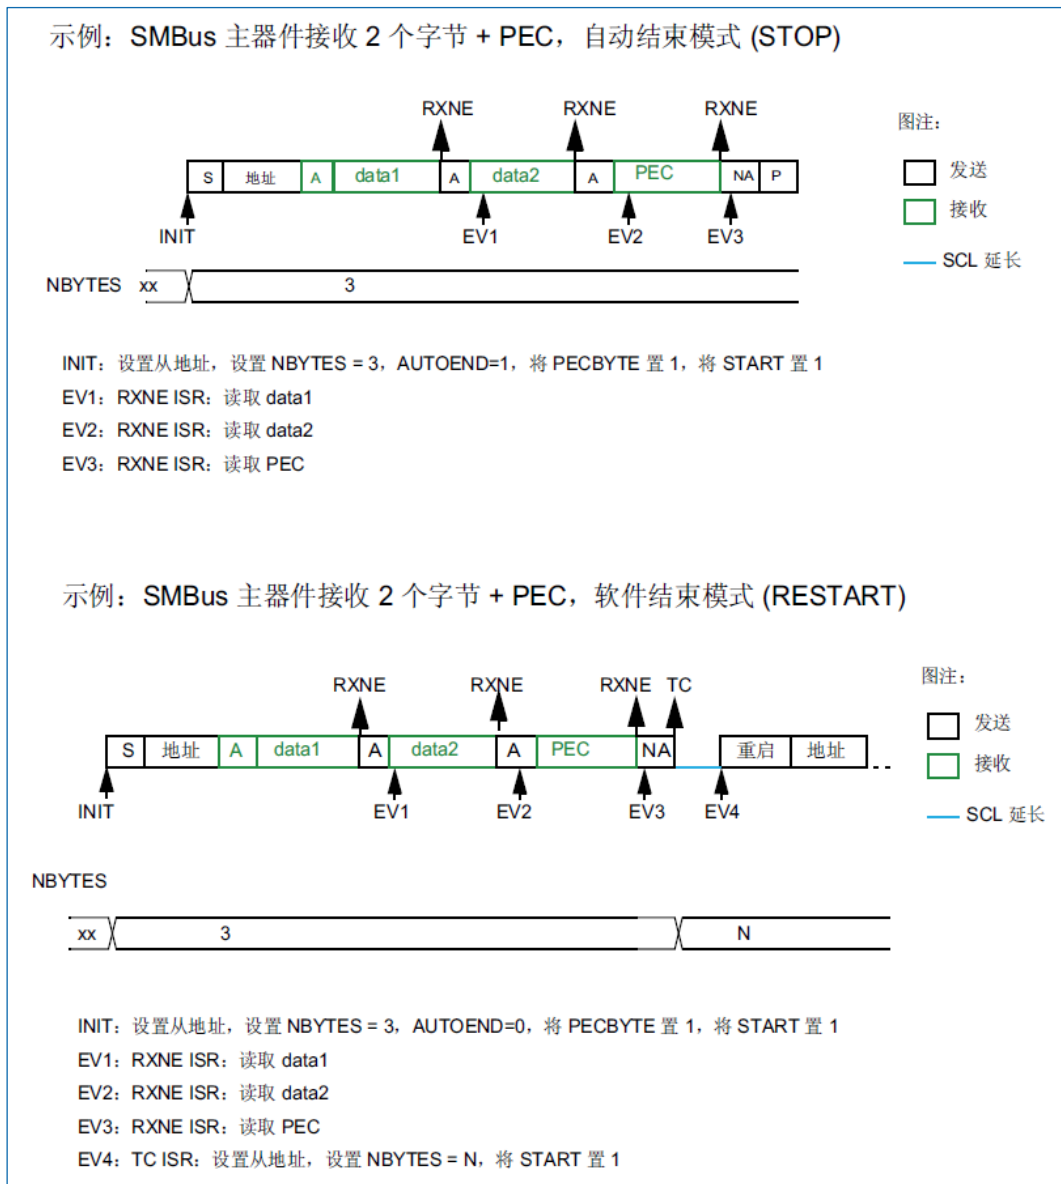 示例：SMBus 主器件接收 2 个字节 + PEC，自动结束模式 (STOP)
RXNE RXNE RXNE
图注：
S 地址 A data1 A data2 A PEC NA P
发送
接收
INIT EV1 EV2 EV3
SCL 延长
NBYTES xx 3
INIT：设置从地址，设置 NBYTES = 3，AUTOEND=1，将 PECBYTE 置 1，将 START 置 1
EV1：RXNE ISR：读取 data1
EV2：RXNE ISR：读取 data2
EV3：RXNE ISR：读取 PEC
示例：SMBus 主器件接收 2 个字节 + PEC，软件结束模式 (RESTART)
RXNE RXNE RXNE TC
图注：
S 地址 A data1 A data2 A PEC NA 重启 地址
发送
接收
INIT EV1 EV2 EV3 EV4
SCL 延长
NBYTES
xx 3 N
INIT：设置从地址，设置 NBYTES = 3，AUTOEND=0，将 PECBYTE 置 1，将 START 置 1
EV1：RXNE ISR：读取 data1
EV2：RXNE ISR：读取 data2
EV3：RXNE ISR：读取 PEC
EV4：TC ISR：设置从地址，设置 NBYTES = N，将 START 置 1